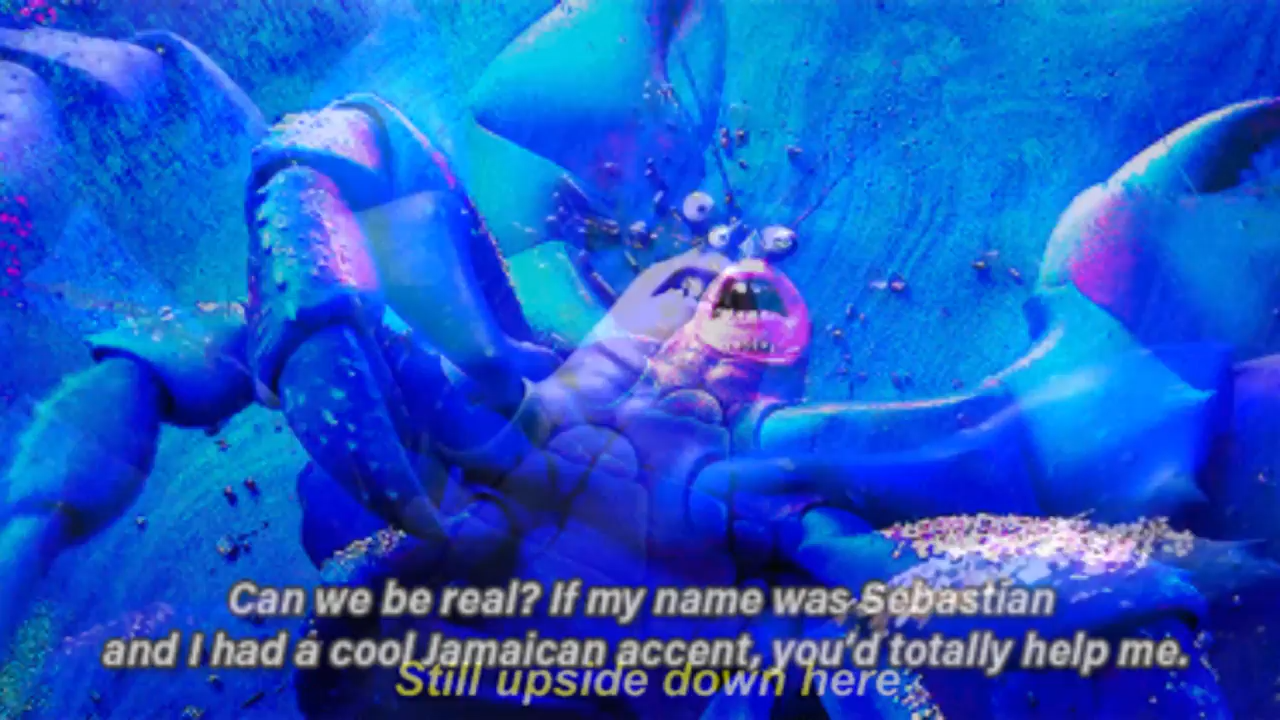 Can we be real? If my name was Sebastian
and I had a cool Jamaican accent, you'd totally help me.
Still upside down here